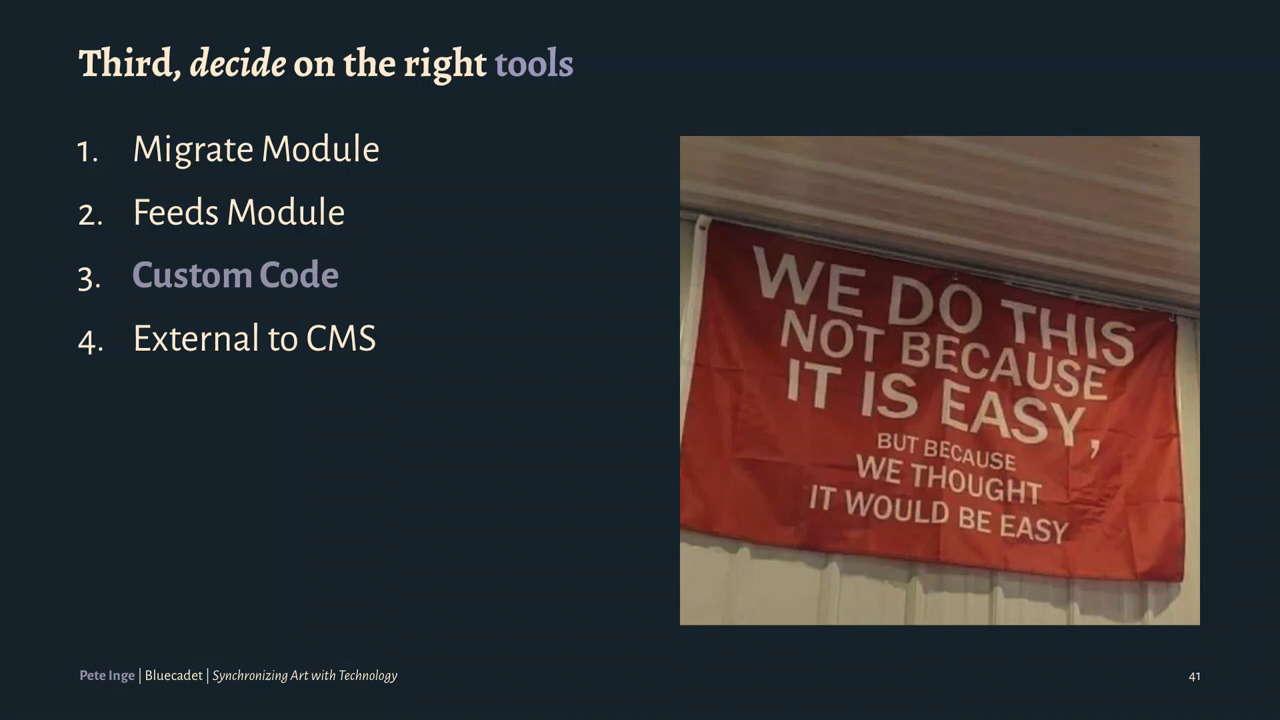 Third, decide on the right tools
1. Migrate Module
2. Feeds Module
3. Custom Code
4. External to CMS
WE DO THIS
NOT BECAUSE
IT IS EASY,
BUT BECAUSE
WE THOUGHT
IT WOULD BE EASY
Pete Inge | Bluecadet | Synchronizing Art with Technology
41